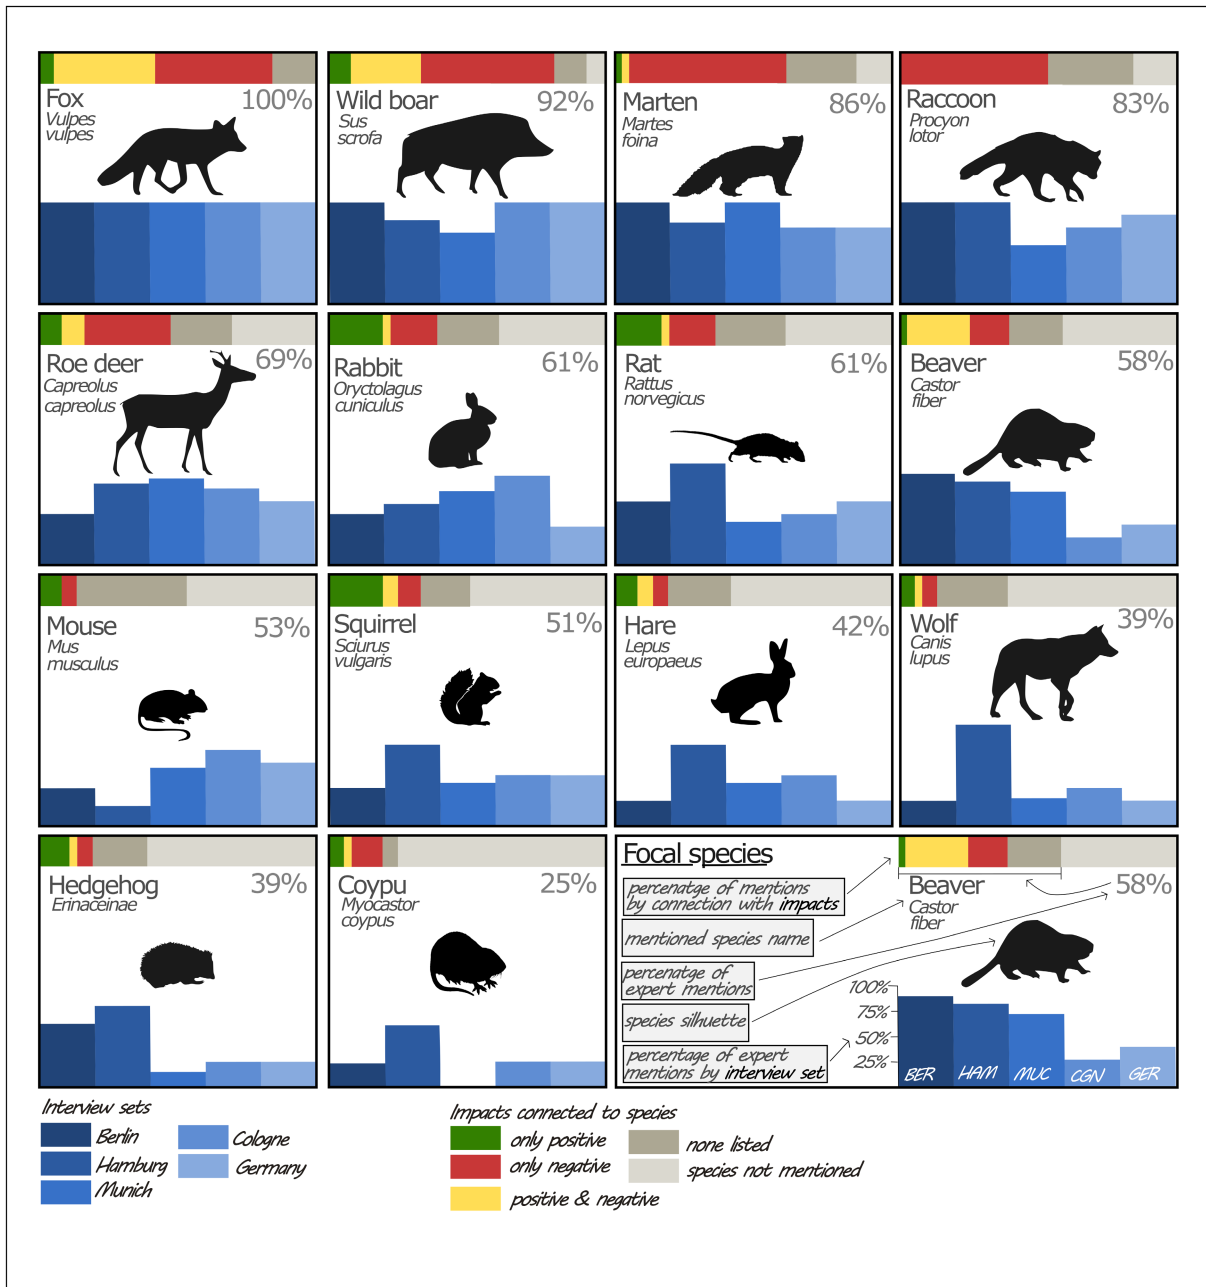 Fox
100%
Vulpes
vulpes
Wild boar
92%
Sus
scrofa
Marten
86%
Martes
foina
Raccoon
83%
Procyon
lotor
Roe deer
69%
Capreolus
capreolus
Rabbit
61%
Oryctolagus
cuniculus
Rat
61%
Rattus
norvegicus
Beaver
58%
Castor
fiber
Mouse
53%
Mus
musculus
Squirrel
51%
Sciurus
vulgaris
Hare
42%
Lepus
europaeus
Wolf
39%
Canis
lupus
Hedgehog
39%
Erinaceinae
Coypu
25%
Myocastor
coypus
Focal species
percenatge of mentions
by connection with impacts
mentioned species name
percenatge of
expert mentions
species silhuette
percentage of expert
mentions by interview set
Beaver
58%
Castor
fiber
100%
75%
50%
25%
BER HAM MUC CGN GER
Interview sets
Berlin
Hamburg
Munich
Cologne
Germany
Impacts connected to species
only positive
only negative
positive & negative
none listed
species not mentioned